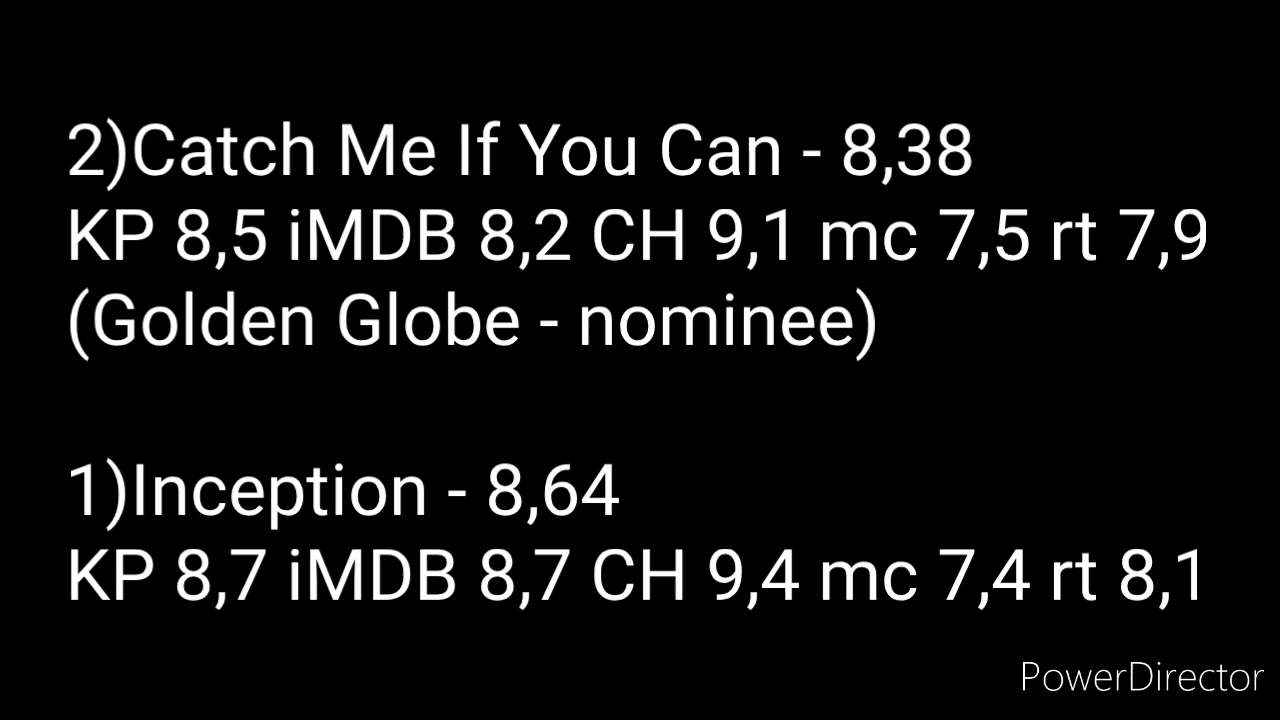 2)Catch Me If You Can - 8,38
KP 8,5 iMDB 8,2 CH 9,1 mc 7,5 rt 7,9
(Golden Globe - nominee)
1)Inception - 8,64
KP 8,7 iMDB 8,7 CH 9,4 mc 7,4 rt 8,1
PowerDirector